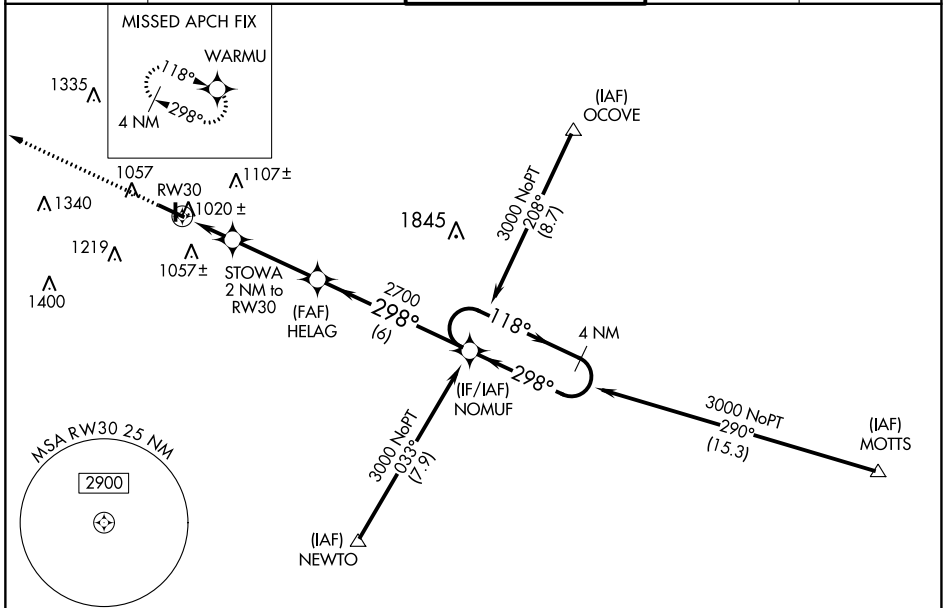 MISSED APCH FIX
WARMU
118°
298°
4 NM
1335
(IAF)
OCOVE
3000 NoPT
208°
(8.7)
1057
RW30
1107±
1340
1020 ±
1845
1219
1057±
1400
STOWA
2 NM to
RW30
(FAF)
HELAG
2700
298°
(6)
118°
4 NM
298°
(IF/IAF)
NOMUF
3000 NoPT
290°
(15.3)
(IAF)
MOTTS
3000 NoPT
033°
(7.9)
(IAF)
NEWTO
MSA RW30 25 NM
2900